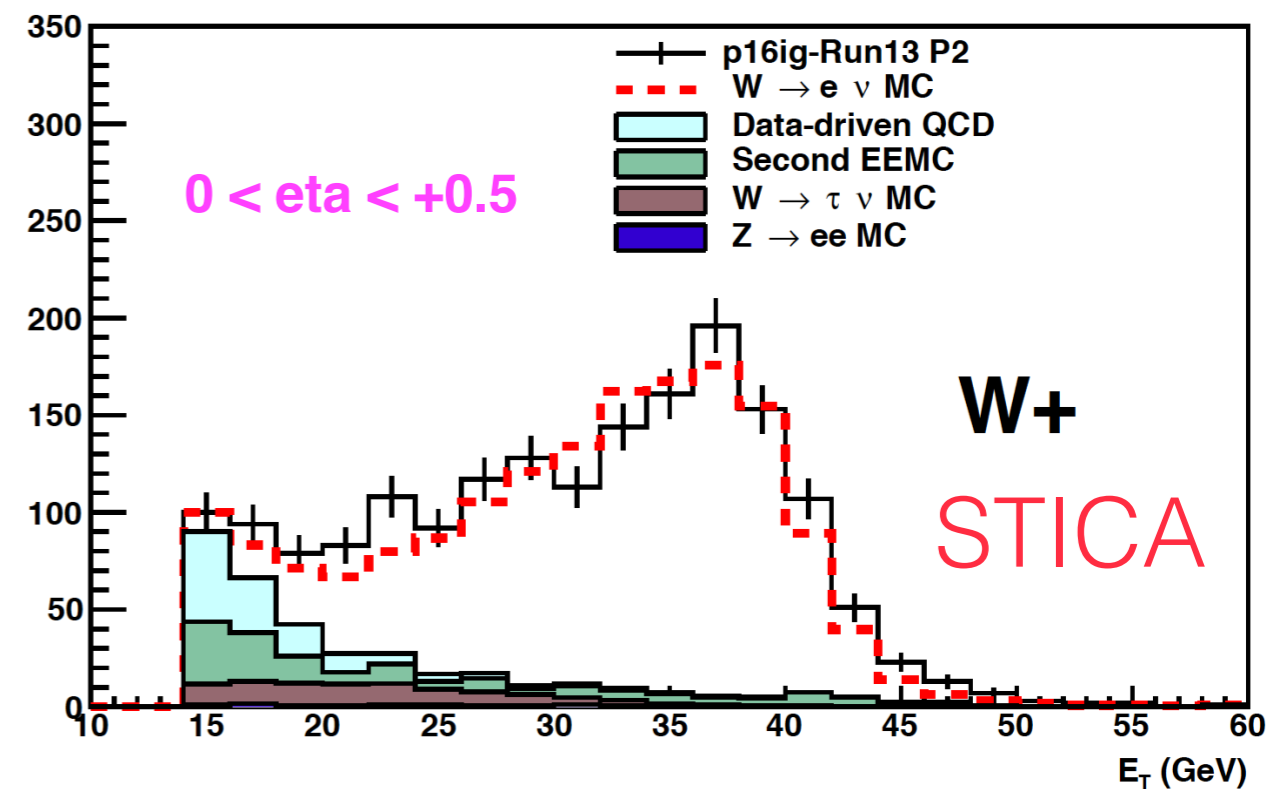 350
300
250
200
150
100
50
0
p16ig-Run13 P2
W → e ν MC
Data-driven QCD
Second EEMC
W → τ ν MC
Z → ee MC
0 < eta < +0.5
W+
STICA
10 15 20 25 30 35 40 45 50 55 60
E_T (GeV)